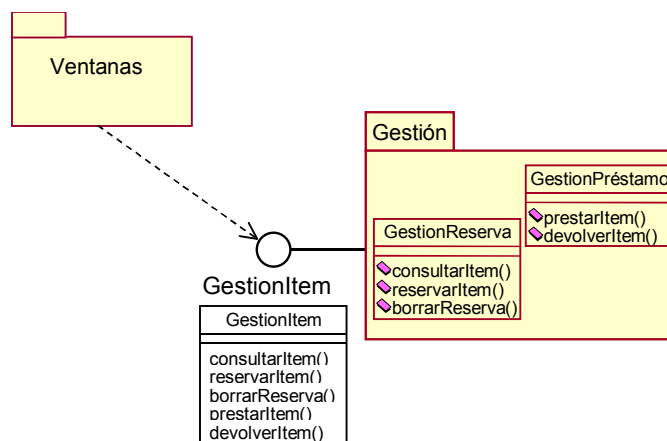 Ventanas
Gestión
GestionPréstamo
prestarItem()
devolverItem()
GestionReserva
consultarItem()
reservarItem()
borrarReserva()
GestionItem
GestionItem
consultarItem()
reservarItem()
borrarReserva()
prestarItem()
devolverItem()